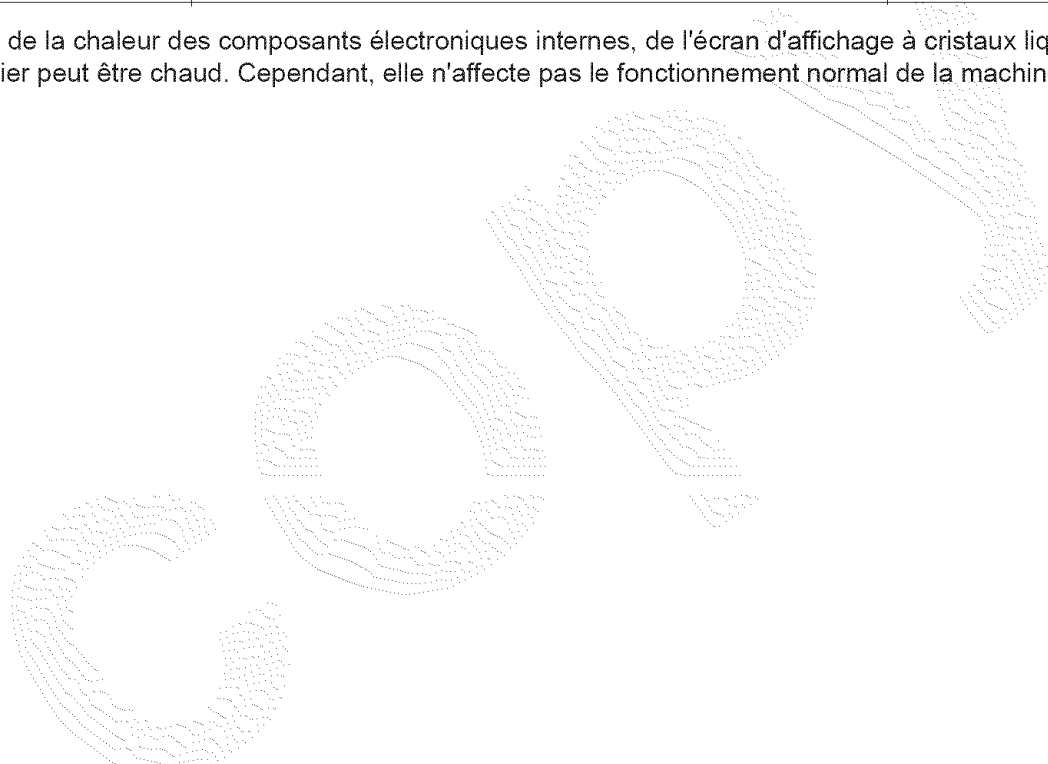 de la chaleur des composants électroniques internes, de l'écran d'affichage à cristaux liq
ier peut être chaud. Cependant, elle n'affecte pas le fonctionnement normal de la machin
copy